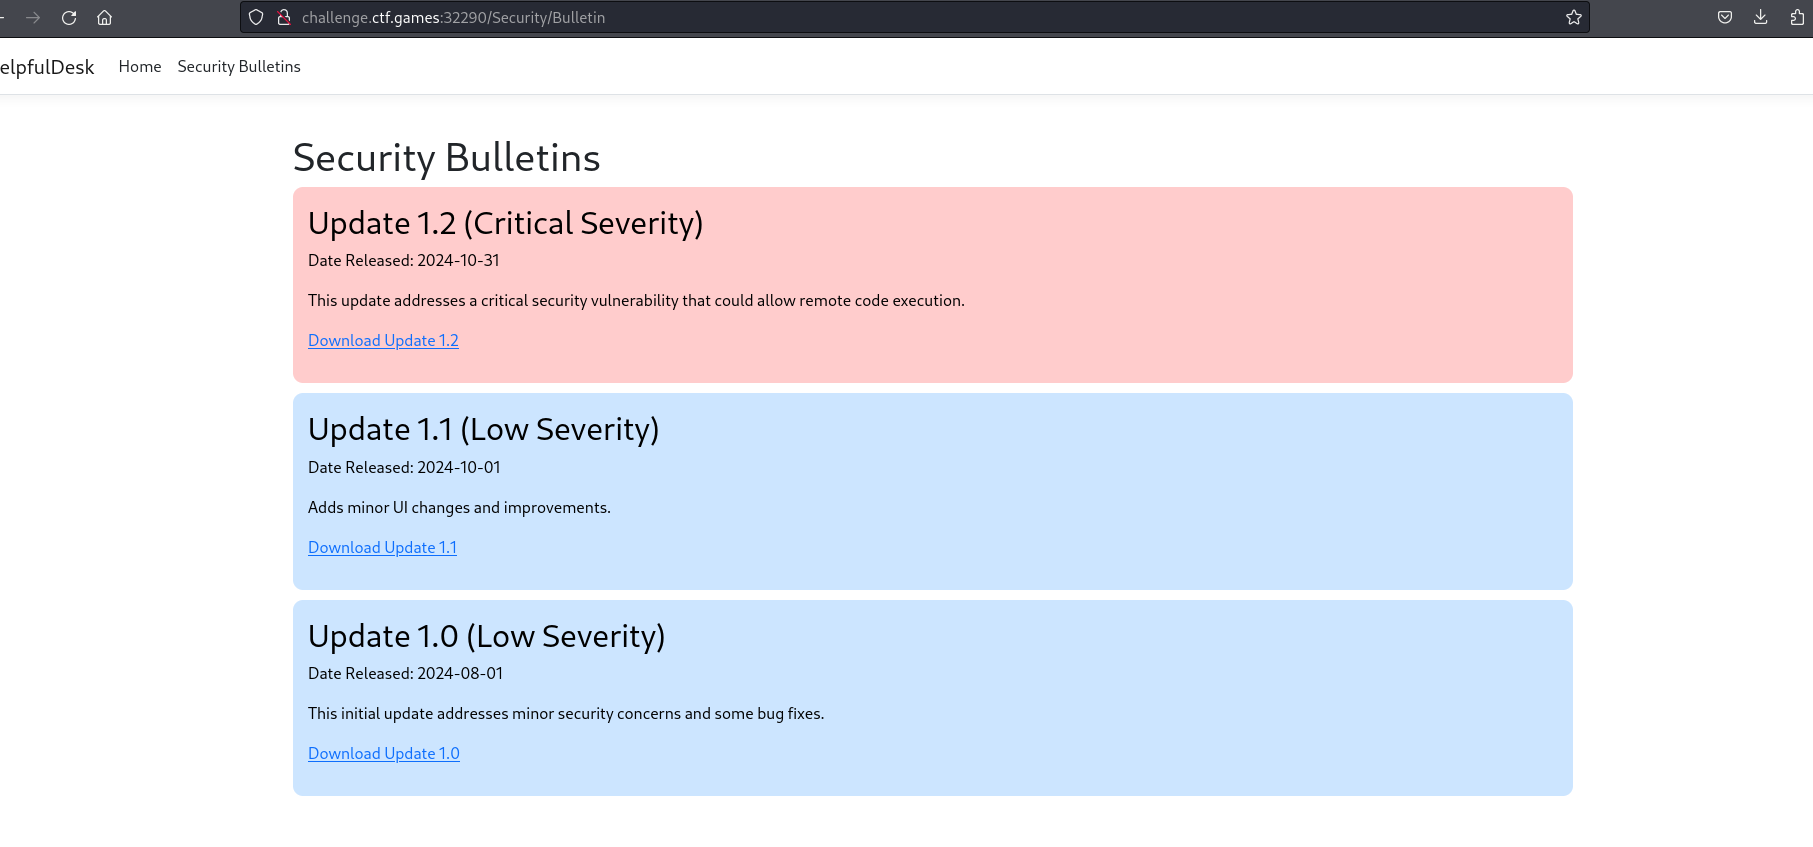 challenge.ctf.games:32290/Security/Bulletin
elpfulDesk Home Security Bulletins
Security Bulletins
Update 1.2 (Critical Severity)
Date Released: 2024-10-31
This update addresses a critical security vulnerability that could allow remote code execution.
Download Update 1.2
Update 1.1 (Low Severity)
Date Released: 2024-10-01
Adds minor UI changes and improvements.
Download Update 1.1
Update 1.0 (Low Severity)
Date Released: 2024-08-01
This initial update addresses minor security concerns and some bug fixes.
Download Update 1.0